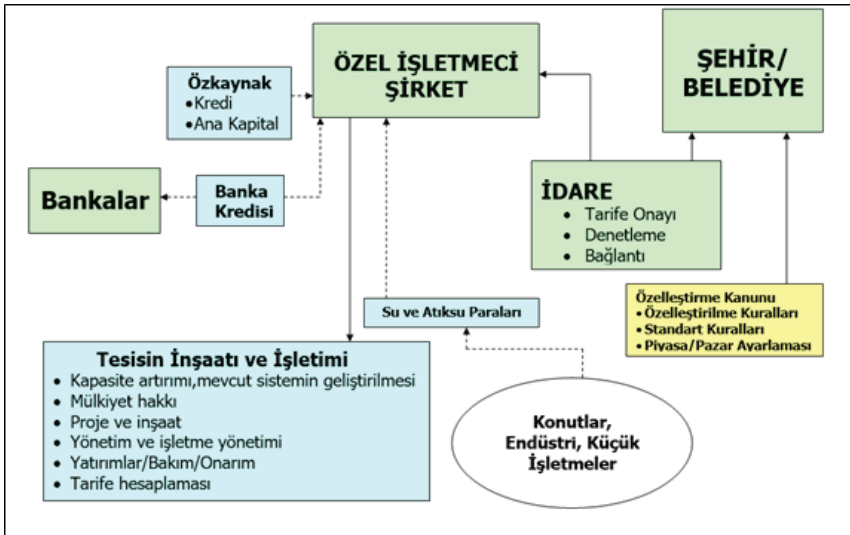 ÖZEL İŞLETMECİ
ŞİRKET
ŞEHİR/
BELEDİYE
Özkaynak
•Kredi
•Ana Kapital
Bankalar
Banka
Kredisi
İDARE
• Tarife Onayı
• Denetleme
• Bağlantı
Su ve Atıksu Paraları
Özelleştirme Kanunu
• Özelleştirilme Kuralları
• Standart Kuralları
• Piyasa/Pazar Ayarlaması
Tesisin İnşaatı ve İşletimi
• Kapasite artırımı,mevcut sistemin geliştirilmesi
• Mülkiyet hakkı
• Proje ve inşaat
• Yönetim ve işletme yönetimi
• Yatırımlar/Bakım/Onarım
• Tarife hesaplaması
Konutlar,
Endüstri, Küçük
İşletmeler